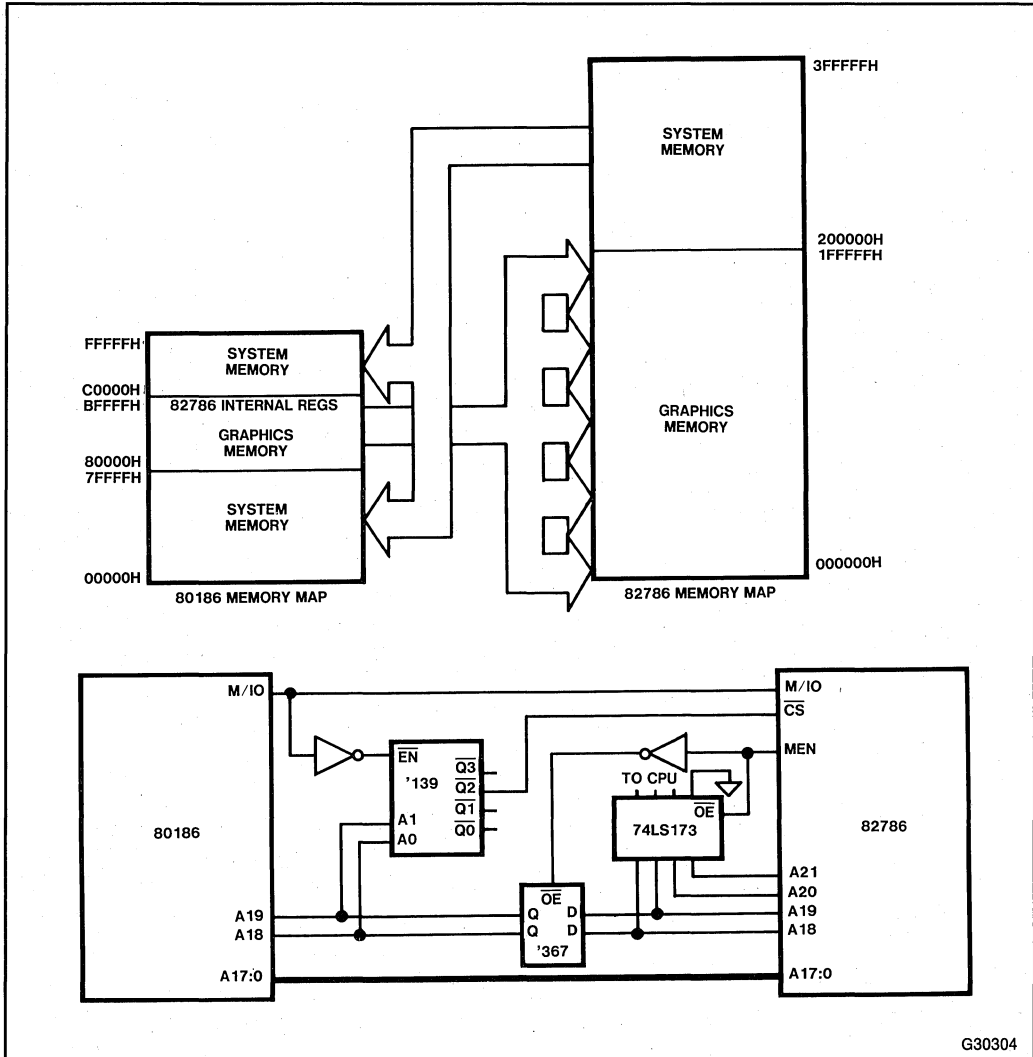 3FFFFFH
SYSTEM
MEMORY
200000H
1FFFFFH
FFFFFH
SYSTEM
MEMORY
C0000H
BFFFFH
82786 INTERNAL REGS
GRAPHICS
MEMORY
GRAPHICS
MEMORY
80000H
7FFFFH
SYSTEM
MEMORY
00000H
000000H
80186 MEMORY MAP
82786 MEMORY MAP
M/IO
M/IO
CS
EN
Q3
MEN
'139
Q2
TO CPU
Q1
OE
80186
A1
Q0
74LS173
82786
A0
A21
OE
A20
A19
Q D
A19
A18
Q D
A18
'367
A17:0
A17:0
G30304